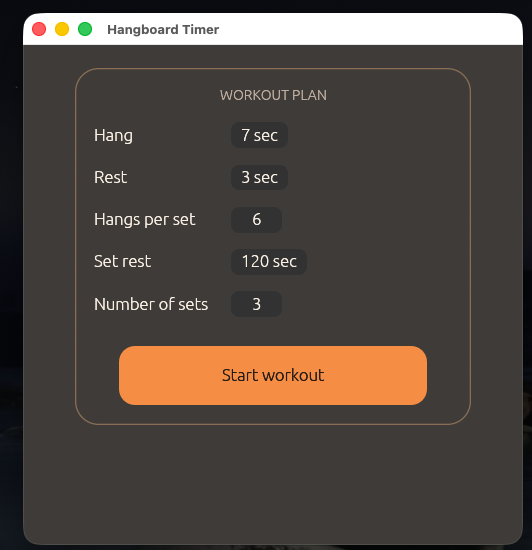 Hangboard Timer
WORKOUT PLAN
Hang 7 sec
Rest 3 sec
Hangs per set 6
Set rest 120 sec
Number of sets 3
Start workout